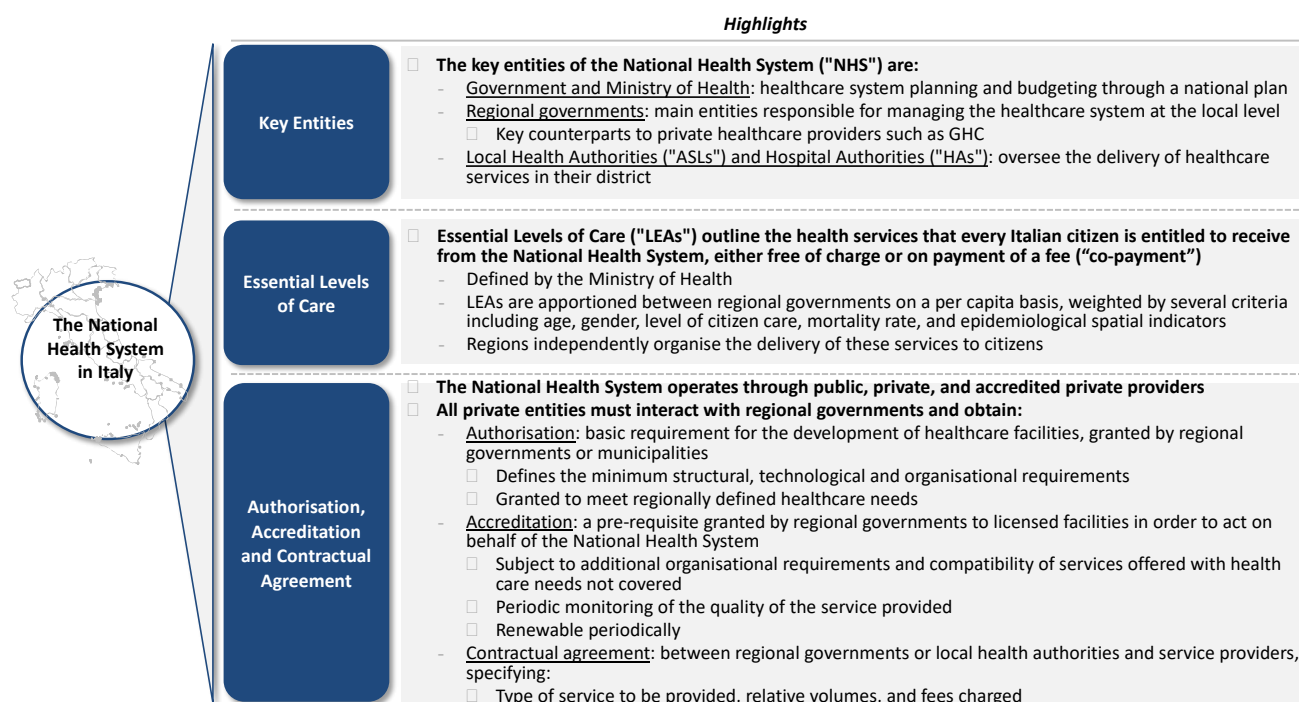 Highlights
The National
Health System
in Italy
Key Entities
The key entities of the National Health System ("NHS") are:
- Government and Ministry of Health: healthcare system planning and budgeting through a national plan
- Regional governments: main entities responsible for managing the healthcare system at the local level
Key counterparts to private healthcare providers such as GHC
- Local Health Authorities ("ASLs") and Hospital Authorities ("HAs"): oversee the delivery of healthcare
services in their district
Essential Levels
of Care
Essential Levels of Care ("LEAs") outline the health services that every Italian citizen is entitled to receive
from the National Health System, either free of charge or on payment of a fee (“co-payment”)
- Defined by the Ministry of Health
- LEAs are apportioned between regional governments on a per capita basis, weighted by several criteria
including age, gender, level of citizen care, mortality rate, and epidemiological spatial indicators
- Regions independently organise the delivery of these services to citizens
Authorisation,
Accreditation
and Contractual
Agreement
The National Health System operates through public, private, and accredited private providers
All private entities must interact with regional governments and obtain:
- Authorisation: basic requirement for the development of healthcare facilities, granted by regional
governments or municipalities
Defines the minimum structural, technological and organisational requirements
Granted to meet regionally defined healthcare needs
- Accreditation: a pre-requisite granted by regional governments to licensed facilities in order to act on
behalf of the National Health System
Subject to additional organisational requirements and compatibility of services offered with health
care needs not covered
Periodic monitoring of the quality of the service provided
Renewable periodically
- Contractual agreement: between regional governments or local health authorities and service providers,
specifying:
Type of service to be provided, relative volumes, and fees charged